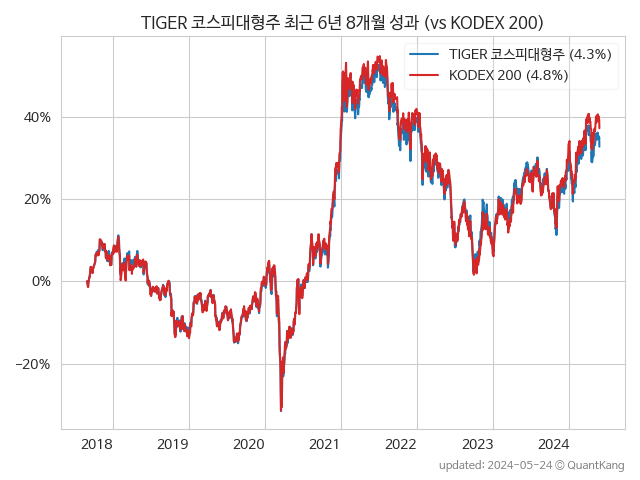 TIGER 코스피대형주 최근 6년 8개월 성과 (vs KODEX 200)
TIGER 코스피대형주 (4.3%)
KODEX 200 (4.8%)
40%
20%
0%
−20%
2018 2019 2020 2021 2022 2023 2024
updated: 2024-05-24 © QuantKang